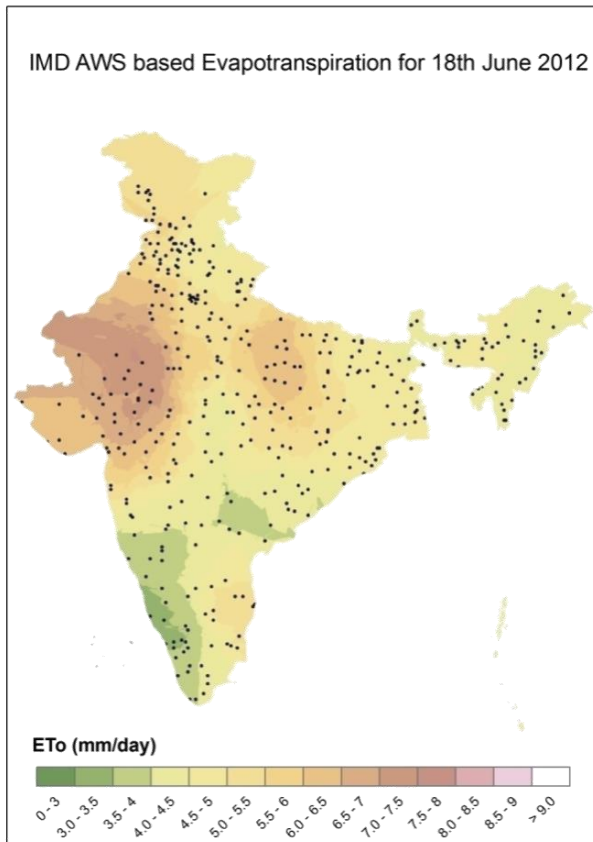 IMD AWS based Evapotranspiration for 18th June 2012
ETo (mm/day)
0 - 3
3.0 - 3.5
3.5 - 4
4.0 - 4.5
4.5 - 5
5.0 - 5.5
5.5 - 6
6.0 - 6.5
6.5 - 7
7.0 - 7.5
7.5 - 8
8.0 - 8.5
8.5 - 9
> 9.0